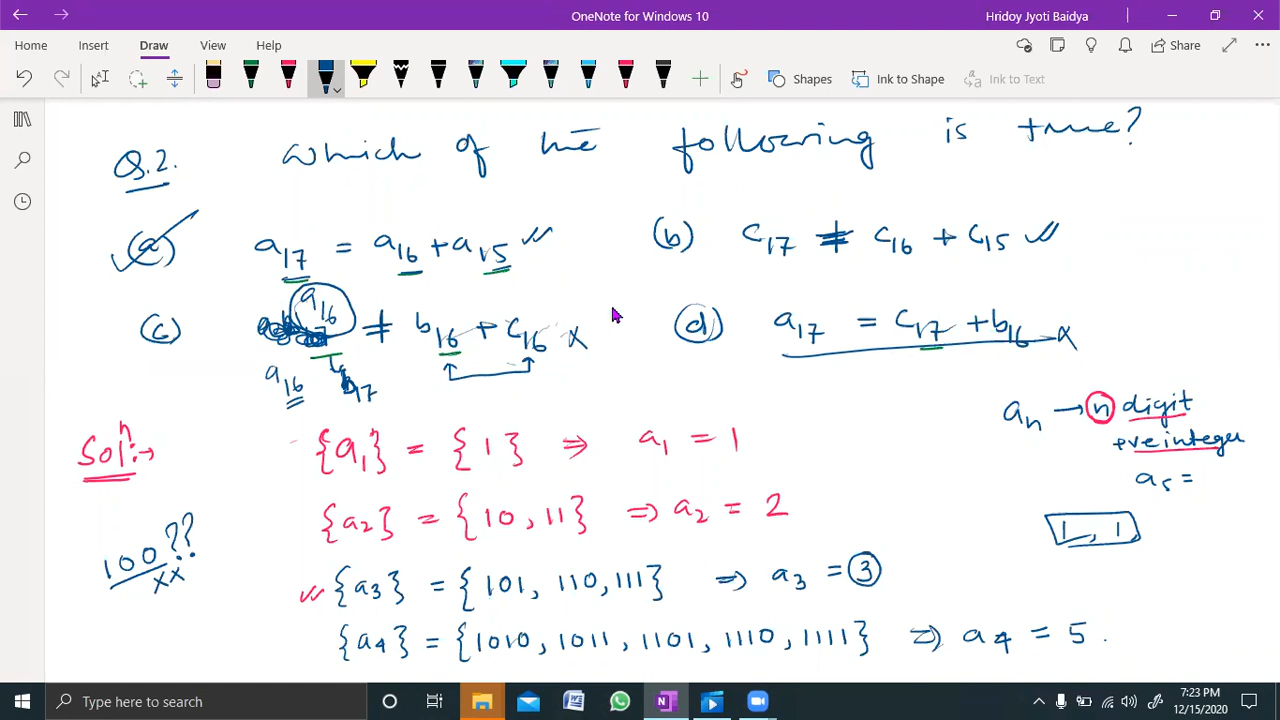 OneNote for Windows 10
Hridoy Jyoti Baidya
Home Insert Draw View Help
Share
Shapes
Ink to Shape
Ink to Text
Q.2. Which of the following is true?
(a) a₁₇ = a₁₆ + a₁₅
(b) c₁₇ ≠ c₁₆ + c₁₅
(c) a₁₆ ≠ b₁₆ + c₁₆ x
(d) a₁₇ = c₁₇ + b₁₆ x
a₁₆ b₁₇
aₙ → n digit
+ve integer
a₅ =
Solⁿ:→ {a₁} = {1} ⇒ a₁ = 1
{a₂} = {10, 11} ⇒ a₂ = 2
1, 1
100??
xx
{a₃} = {101, 110, 111} ⇒ a₃ = 3
{a₄} = {1010, 1011, 1101, 1110, 1111} ⇒ a₄ = 5.
Type here to search
7:23 PM
12/15/2020